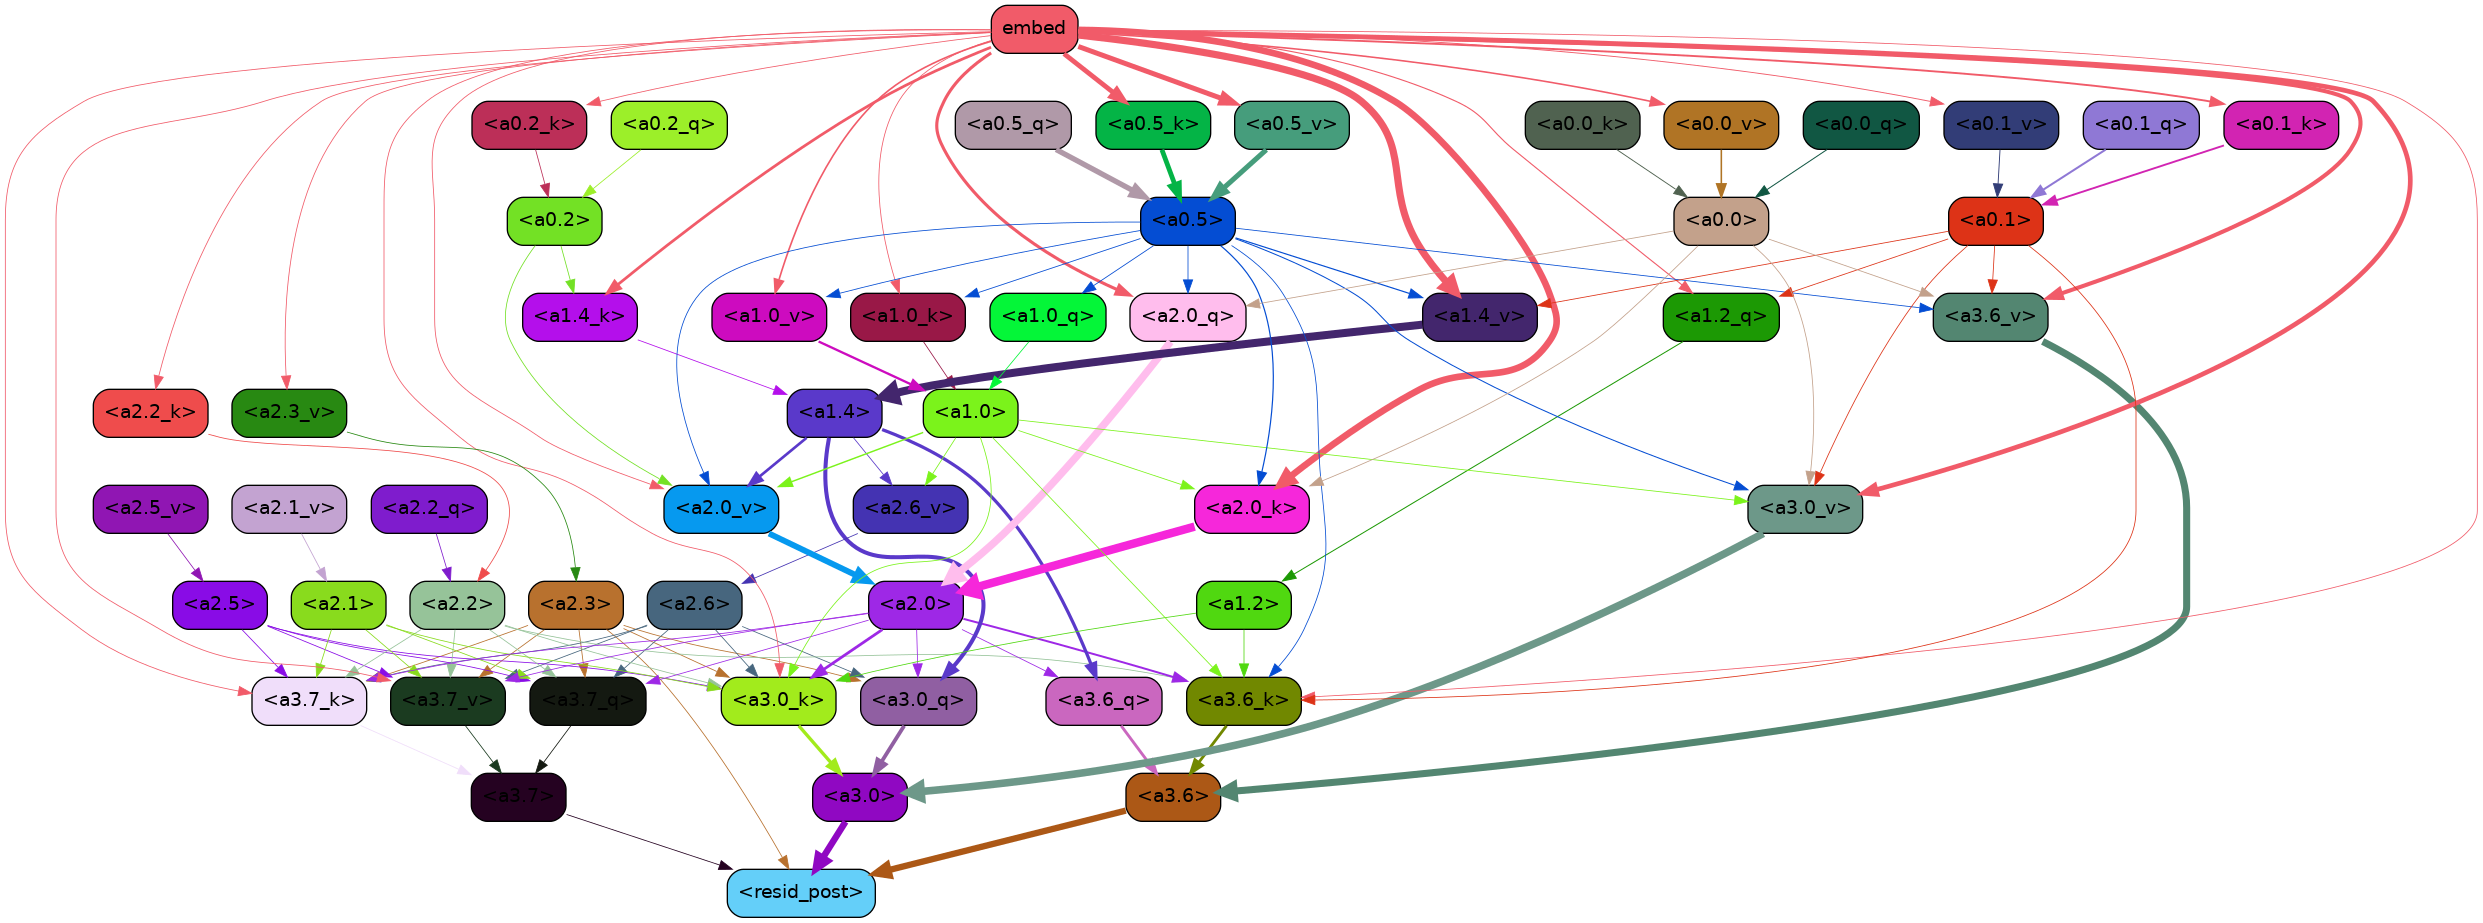 embed
<a0.2_k>
<a0.2_q>
<a0.5_q>
<a0.5_k>
<a0.5_v>
<a0.0_k>
<a0.0_v>
<a0.0_q>
<a0.1_v>
<a0.1_q>
<a0.1_k>
<a0.2>
<a0.5>
<a0.0>
<a0.1>
<a1.4_k>
<a1.0_v>
<a1.0_k>
<a1.0_q>
<a2.0_q>
<a1.4_v>
<a1.2_q>
<a3.6_v>
<a2.2_k>
<a2.3_v>
<a1.4>
<a1.0>
<a2.5_v>
<a2.1_v>
<a2.2_q>
<a2.0_v>
<a2.6_v>
<a2.0_k>
<a3.0_v>
<a2.5>
<a2.1>
<a2.2>
<a2.3>
<a2.6>
<a2.0>
<a1.2>
<a3.7_k>
<a3.7_v>
<a3.7_q>
<a3.0_k>
<a3.0_q>
<a3.6_q>
<a3.6_k>
<a3.7>
<a3.0>
<a3.6>
<resid_post>